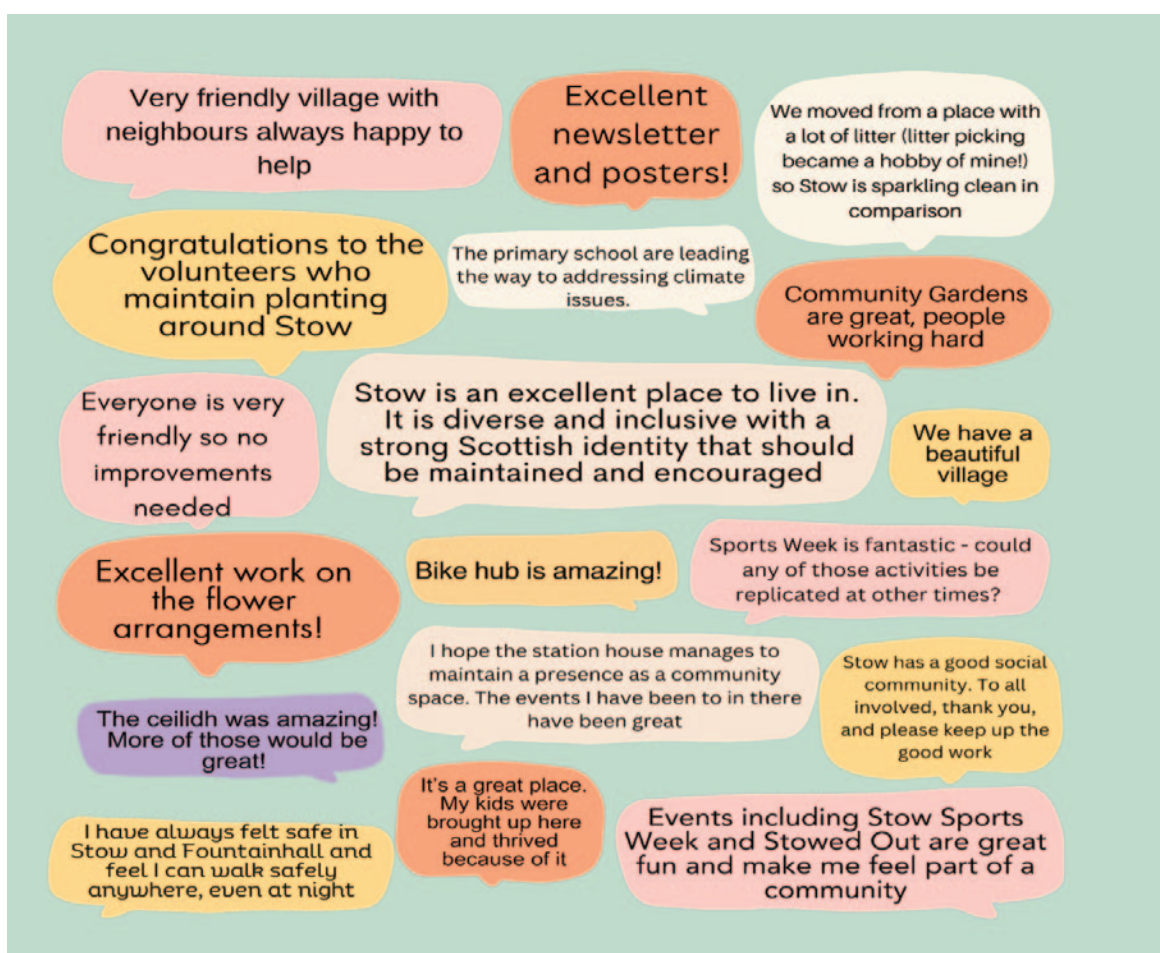 Very friendly village with
neighbours always happy to
help
Excellent
newsletter
and posters!
We moved from a place with
a lot of litter (litter picking
became a hobby of mine!)
so Stow is sparkling clean in
comparison
Congratulations to the
volunteers who
maintain planting
around Stow
The primary school are leading
the way to addressing climate
issues.
Community Gardens
are great, people
working hard
Everyone is very
friendly so no
improvements
needed
Stow is an excellent place to live in.
It is diverse and inclusive with a
strong Scottish identity that should
be maintained and encouraged
We have a
beautiful
village
Excellent work on
the flower
arrangements!
Bike hub is amazing!
Sports Week is fantastic - could
any of those activities be
replicated at other times?
I hope the station house manages to
maintain a presence as a community
space. The events I have been to in there
have been great
Stow has a good social
community. To all
involved, thank you,
and please keep up the
good work
The ceilidh was amazing!
More of those would be
great!
It's a great place.
My kids were
brought up here
and thrived
because of it
I have always felt safe in
Stow and Fountainhall and
feel I can walk safely
anywhere, even at night
Events including Stow Sports
Week and Stowed Out are great
fun and make me feel part of a
community